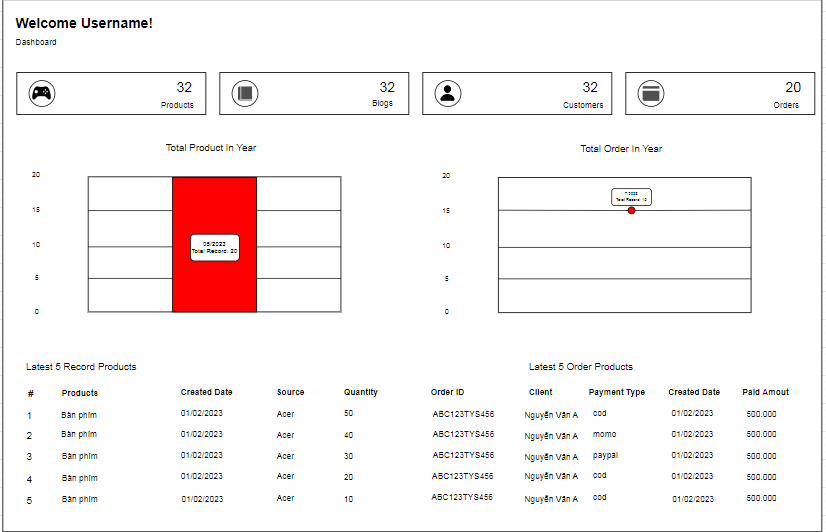 Welcome Username!
Dashboard
32
Products
32
Blogs
32
Customers
20
Orders
Total Product In Year
20
15
10
5
0
05/2023
Total Record: 20
Total Order In Year
20
15
10
5
0
Total Record: 15
Latest 5 Record Products
# Products Created Date Source Quantity
1 Bàn phím 01/02/2023 Acer 50
2 Bàn phím 01/02/2023 Acer 40
3 Bàn phím 01/02/2023 Acer 30
4 Bàn phím 01/02/2023 Acer 20
5 Bàn phím 01/02/2023 Acer 10
Latest 5 Order Products
Order ID Client Payment Type Created Date Paid Amout
ABC123TYS456 Nguyễn Văn A cod 01/02/2023 500.000
ABC123TYS456 Nguyễn Văn A momo 01/02/2023 500.000
ABC123TYS456 Nguyễn Văn A paypal 01/02/2023 500.000
ABC123TYS456 Nguyễn Văn A cod 01/02/2023 500.000
ABC123TYS456 Nguyễn Văn A cod 01/02/2023 500.000